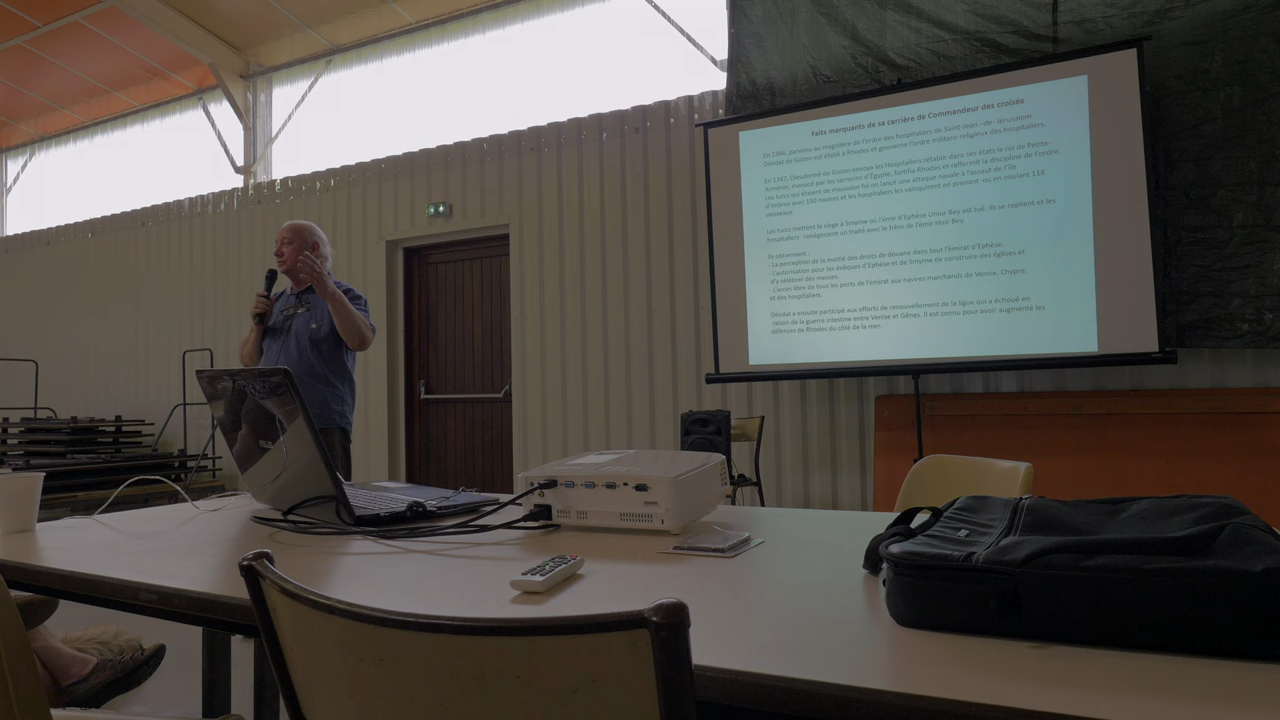 Faits marquants de sa carrière de Commandeur des croisés
En 1346, parvenu au magistère de l'ordre des hospitaliers de Saint-Jean –de- Jérusalem
Déodat de Gozon est établi à Rhodes et gouverne l'ordre militaro-religieux des hospitaliers.
En 1347, Dieudonné de Gozon envoya les Hospitaliers rétablir dans ses états le roi de Petite-
Arménie, menacé par les sarrasins d'Égypte, fortifia Rhodes et raffermit la discipline de l'ordre.
Les turcs qui étaient de mauvaise foi on lancé une attaque navale à l'assaut de l'île
d'Imbros avec 150 navires et les hospitaliers les vainquirent en prenant ou en coulant 118
vaisseaux.
Les turcs mettent le siège à Smyrne où l'émir d'Ephèse Umur Bey est tué. Ils se replient et les
hospitaliers renégocient un traité avec le frère de l'émir Hizir Bey.
Ils obtiennent :
- La perception de la moitié des droits de douane dans tout l'émirat d'Ephèse.
- L'autorisation pour les évêques d'Ephèse et de Smyrne de construire des églises et
d'y célébrer des messes.
- L'accès libre de tous les ports de l'émirat aux navires marchands de Venise, Chypre,
et des hospitaliers.
Déodat a ensuite participé aux efforts de renouvellement de la ligue qui a échoué en
raison de la guerre intestine entre Venise et Gênes. Il est connu pour avoir augmenté les
défenses de Rhodes du côté de la mer.